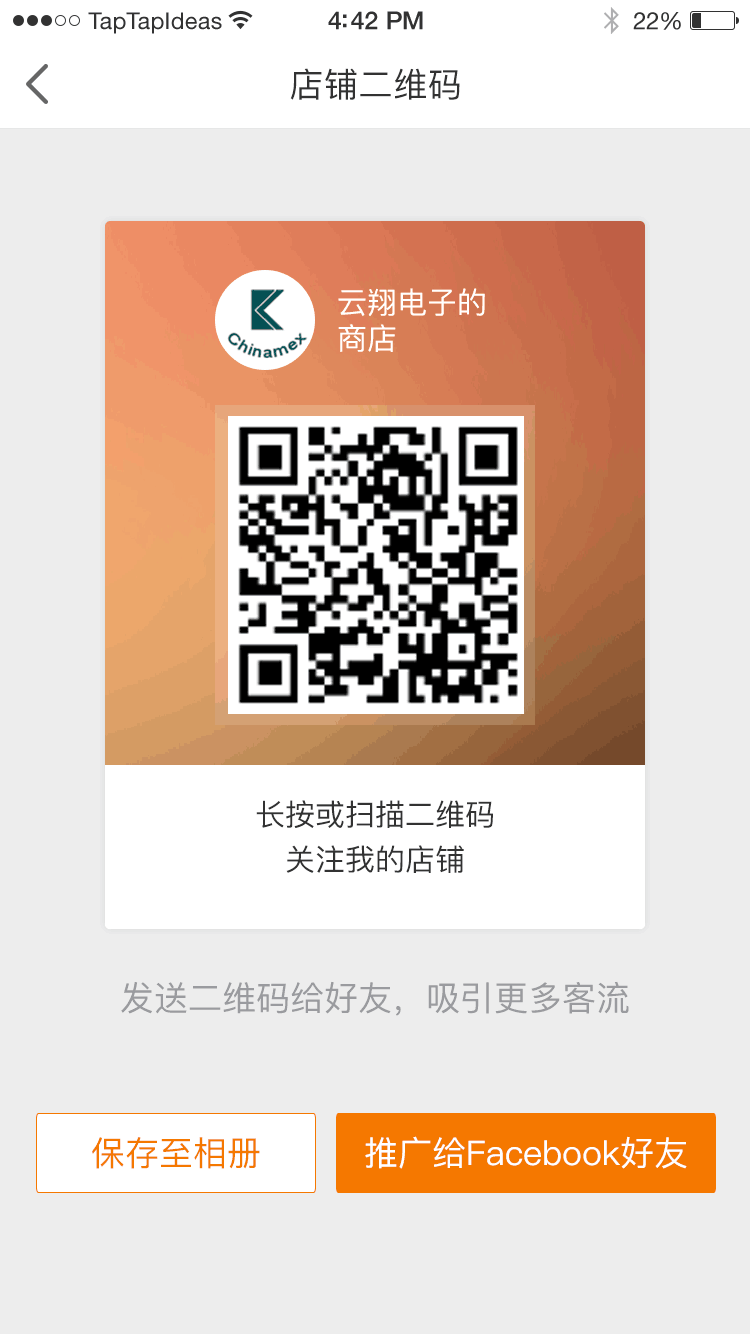 TapTapIdeas 4:42 PM 22%
店铺二维码
Chinamex
云翔电子的
商店
长按或扫描二维码
关注我的店铺
发送二维码给好友，吸引更多客流
保存至相册
推广给Facebook好友